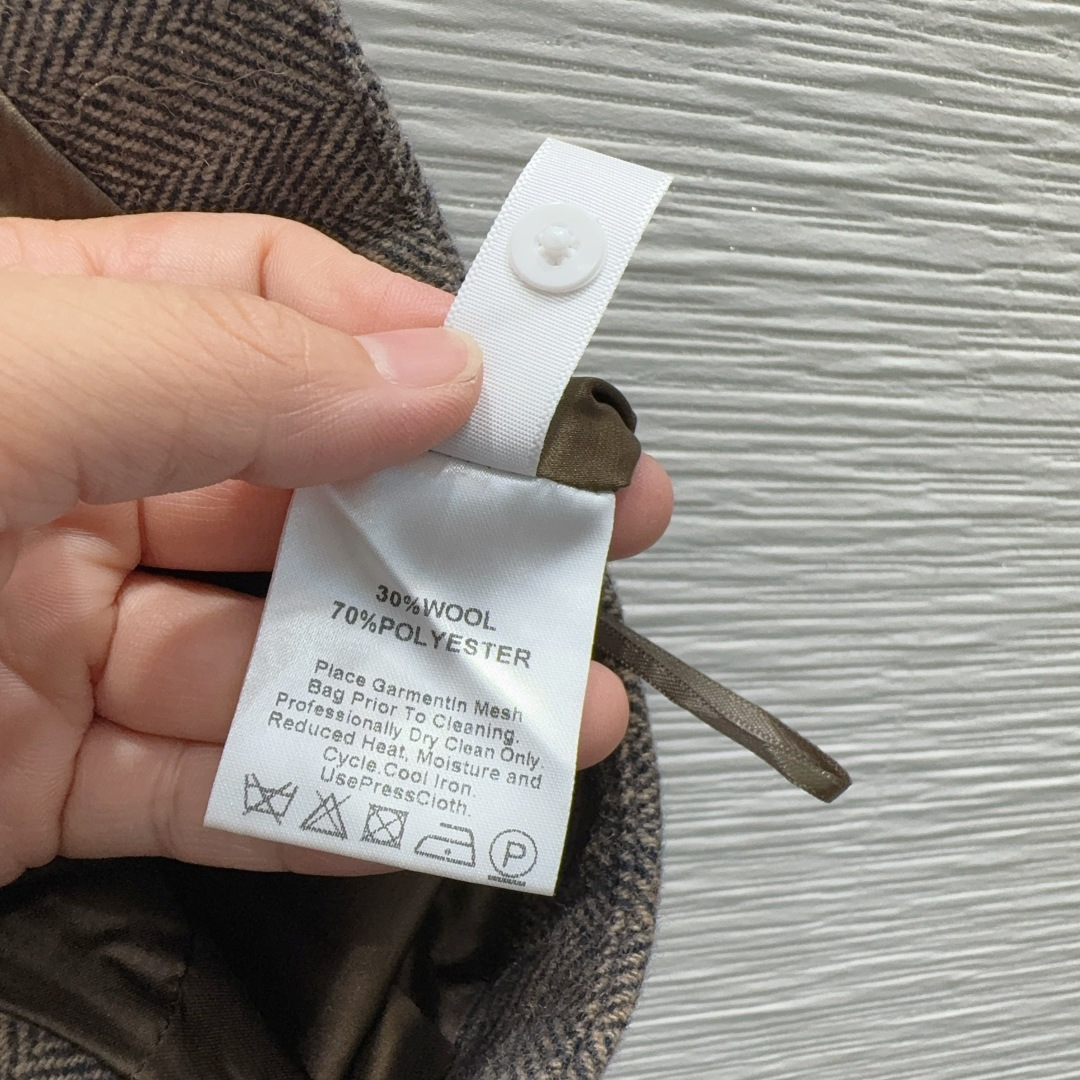 30%WOOL
70%POLYESTER
Place Garmentin Mesh
Bag Prior To Cleaning.
Professionally Dry Clean Only.
Reduced Heat, Moisture and
Cycle.Cool Iron.
UsePressCloth.
P